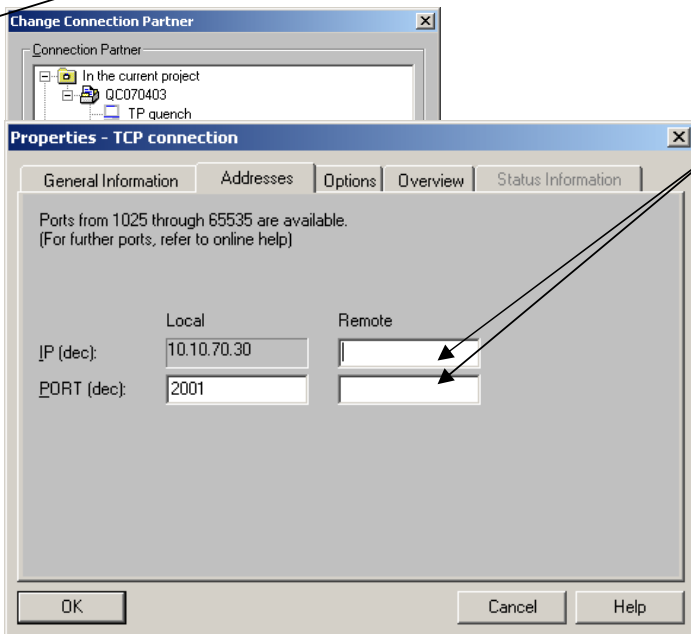 Change Connection Partner
Connection Partner
In the current project
QC070403
TP quench
Properties - TCP connection
General Information Addresses Options Overview Status Information
Ports from 1025 through 65535 are available.
(For further ports, refer to online help)
Local Remote
IP (dec): 10.10.70.30
PORT (dec): 2001
OK Cancel Help